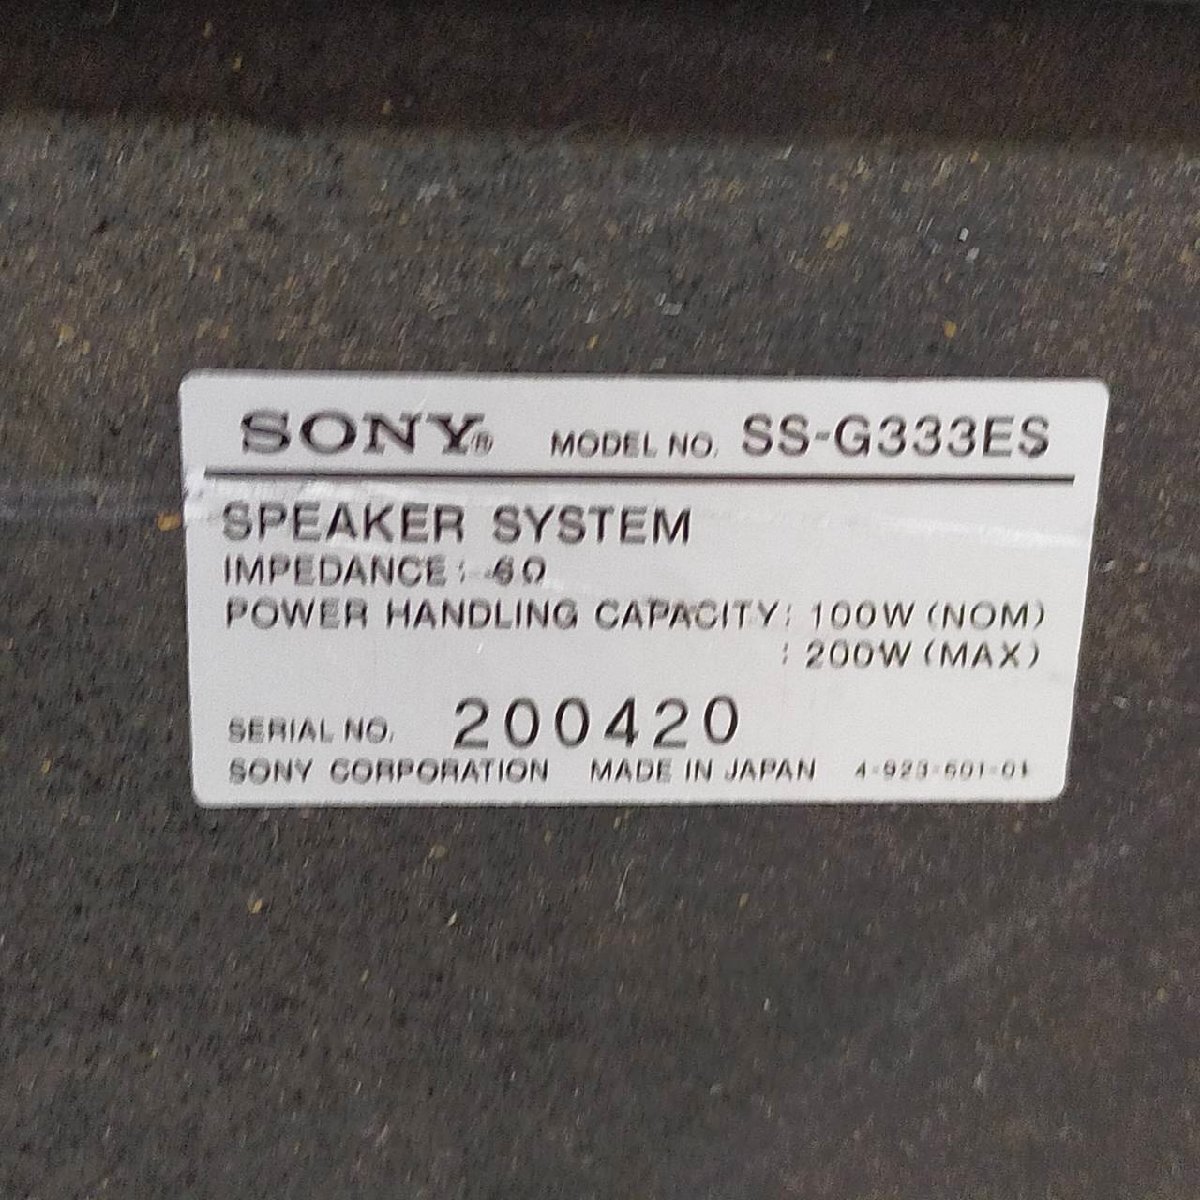 SONY® MODEL NO. SS-G333ES
SPEAKER SYSTEM
IMPEDANCE : 6Ω
POWER HANDLING CAPACITY : 100W (NOM)
: 200W (MAX)
SERIAL NO. 200420
SONY CORPORATION MADE IN JAPAN 4-923-601-01